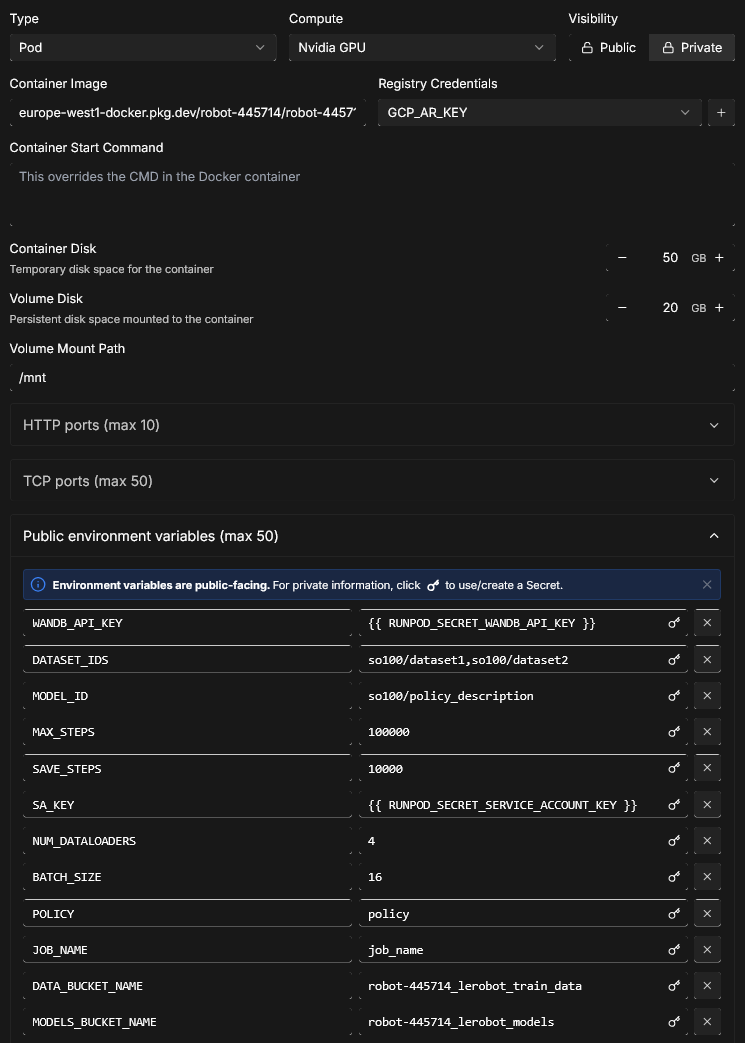 Type
Compute
Visibility
Pod
Nvidia GPU
Public
Private
Container Image
Registry Credentials
europe-west1-docker.pkg.dev/robot-445714/robot-4457
GCP_AR_KEY
+
Container Start Command
This overrides the CMD in the Docker container
Container Disk
Temporary disk space for the container
− 50 GB +
Volume Disk
Persistent disk space mounted to the container
− 20 GB +
Volume Mount Path
/mnt
HTTP ports (max 10)
TCP ports (max 50)
Public environment variables (max 50)
Environment variables are public-facing. For private information, click to use/create a Secret.
WANDB_API_KEY {{ RUNPOD_SECRET_WANDB_API_KEY }}
DATASET_IDS so100/dataset1,so100/dataset2
MODEL_ID so100/policy_description
MAX_STEPS 100000
SAVE_STEPS 10000
SA_KEY {{ RUNPOD_SECRET_SERVICE_ACCOUNT_KEY }}
NUM_DATALOADERS 4
BATCH_SIZE 16
POLICY policy
JOB_NAME job_name
DATA_BUCKET_NAME robot-445714_lerobot_train_data
MODELS_BUCKET_NAME robot-445714_lerobot_models